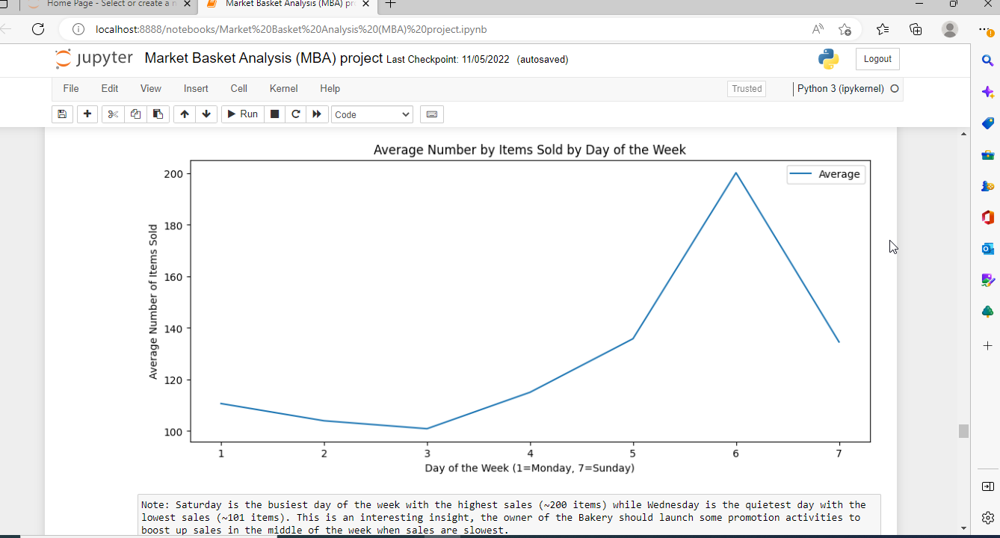 Home Page - Select or create a n
Market Basket Analysis (MBA) pr
localhost:8888/notebooks/Market%20Basket%20Analysis%20(MBA)%20project.ipynb
jupyter Market Basket Analysis (MBA) project Last Checkpoint: 11/05/2022 (autosaved)
Logout
File Edit View Insert Cell Kernel Help
Trusted
Python 3 (ipykernel)
Run
Code
Average Number by Items Sold by Day of the Week
Average
Average Number of Items Sold
200
180
160
140
120
100
1 2 3 4 5 6 7
Day of the Week (1=Monday, 7=Sunday)
Note: Saturday is the busiest day of the week with the highest sales (~200 items) while Wednesday is the quietest day with the
lowest sales (~101 items). This is an interesting insight, the owner of the Bakery should launch some promotion activities to
boost up sales in the middle of the week when sales are slowest.